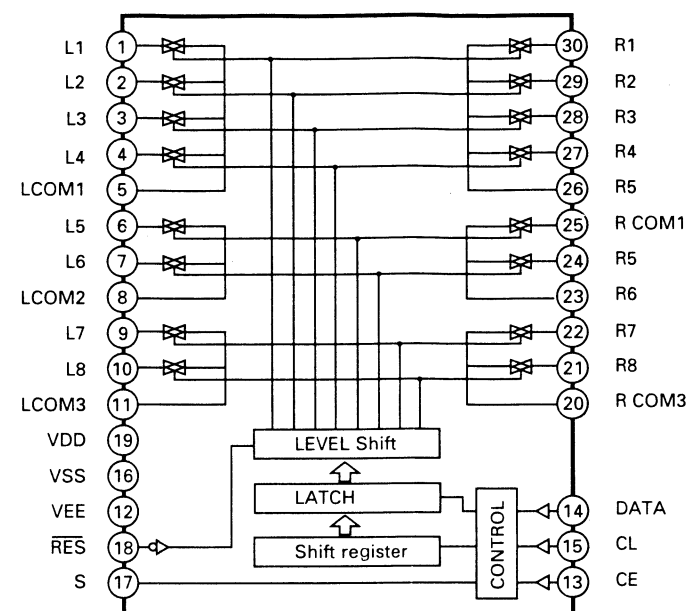 L1 1 30 R1
L2 2 29 R2
L3 3 28 R3
L4 4 27 R4
LCOM1 5 26 R5
L5 6 25 R COM1
L6 7 24 R5
LCOM2 8 23 R6
L7 9 22 R7
L8 10 21 R8
LCOM3 11 20 R COM3
VDD 19 LEVEL Shift
VSS 16
VEE 12 LATCH 14 DATA
RES 18 Shift register CONTROL 15 CL
S 17 13 CE